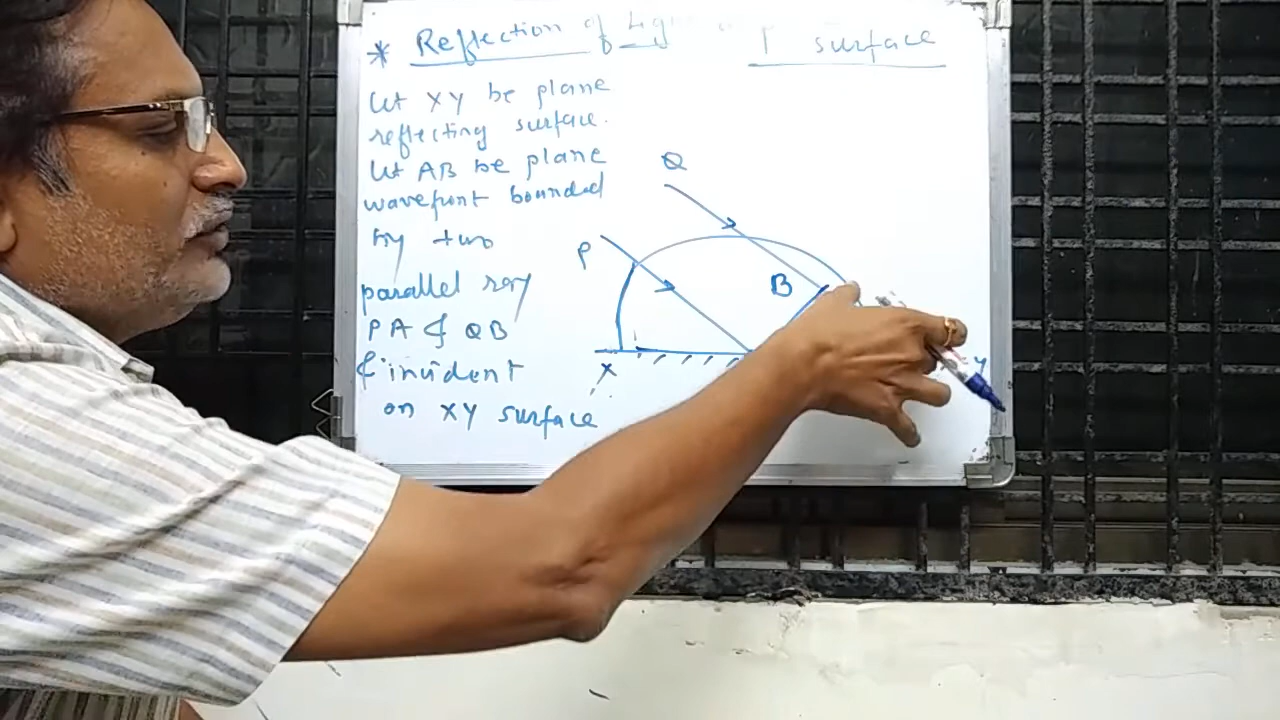 * Reflection of Lig
surface
Let XY be plane
reflecting surface.
Let AB be plane
wavefront bounded
by two
parallel ray
PA & QB
& incident
on XY surface
Q
P
B
X
Y